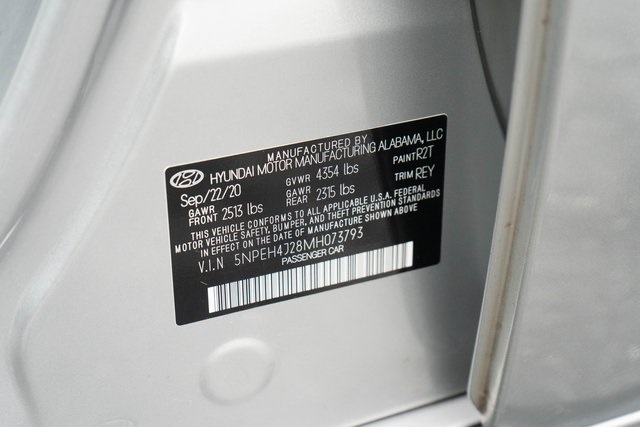 MANUFACTURED BY
HYUNDAI MOTOR MANUFACTURING ALABAMA, LLC
Sep/22/20 GVWR 4354 lbs PAINT R2T
GAWR FRONT 2513 lbs GAWR REAR 2315 lbs TRIM REY
THIS VEHICLE CONFORMS TO ALL APPLICABLE U.S.A. FEDERAL
MOTOR VEHICLE SAFETY, BUMPER, AND THEFT PREVENTION STANDARDS
IN EFFECT ON THE DATE OF MANUFACTURE SHOWN ABOVE
V.I.N 5NPEH4J28MH073793
PASSENGER CAR